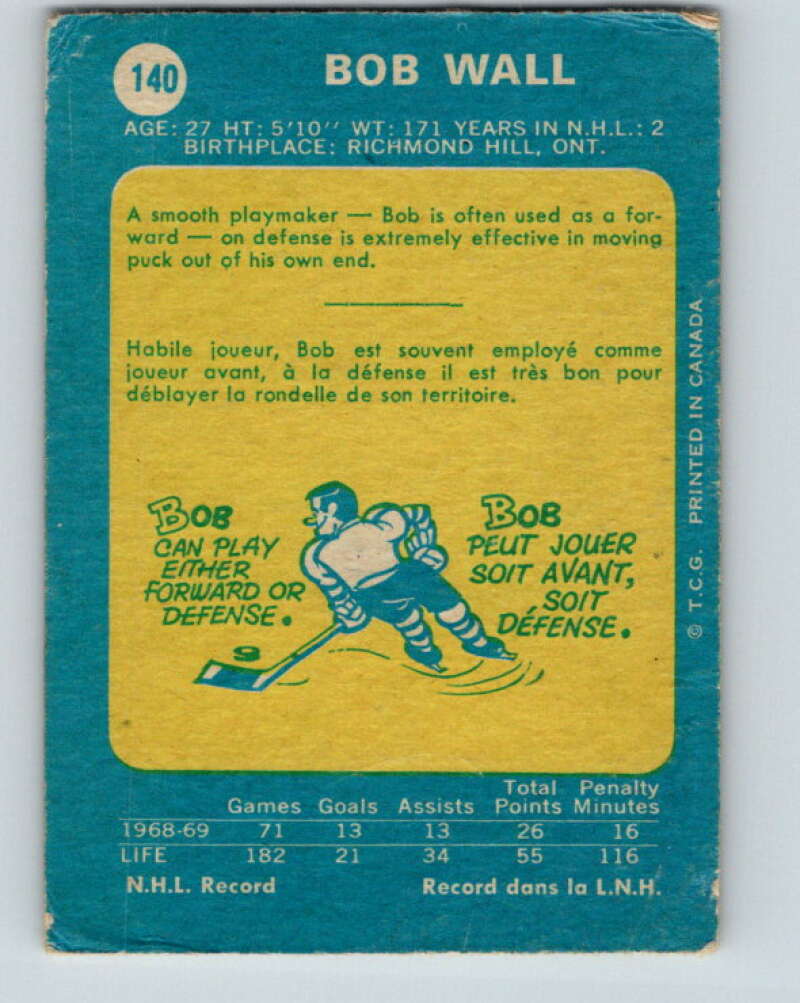 140
BOB WALL
AGE: 27 HT: 5'10'' WT: 171 YEARS IN N.H.L.: 2
BIRTHPLACE: RICHMOND HILL, ONT.
A smooth playmaker — Bob is often used as a for-
ward — on defense is extremely effective in moving
puck out of his own end.
Habile joueur, Bob est souvent employé comme
joueur avant, à la défense il est très bon pour
déblayer la rondelle de son territoire.
BOB
CAN PLAY
EITHER
FORWARD OR
DEFENSE.
BOB
PEUT JOUER
SOIT AVANT,
SOIT
DÉFENSE.
© T.C.G. PRINTED IN CANADA
Total Penalty
Games Goals Assists Points Minutes
1968-69 71 13 13 26 16
LIFE 182 21 34 55 116
N.H.L. Record Record dans la L.N.H.